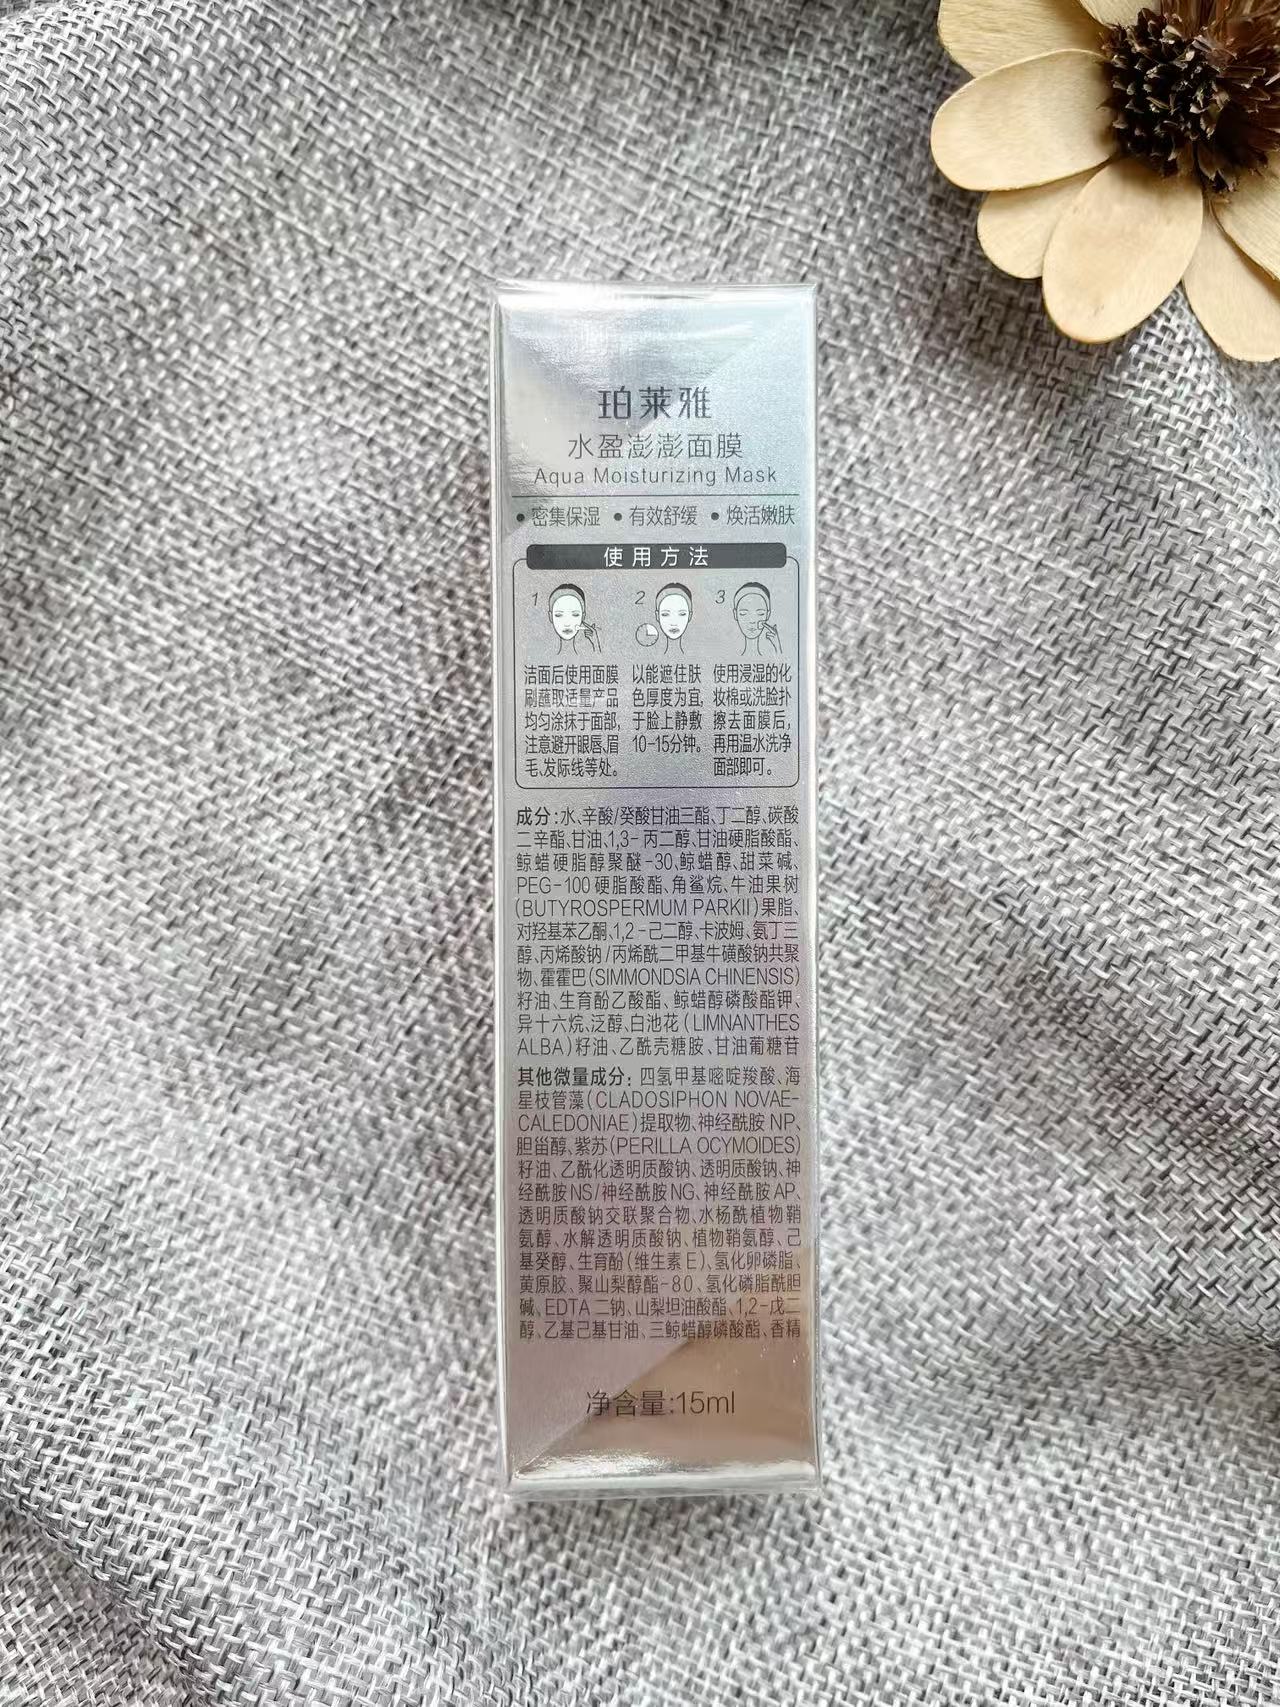 珀莱雅
水盈澎澎面膜
Aqua Moisturizing Mask
• 密集保湿 • 有效舒缓 • 焕活嫩肤
使用方法
1
洁面后使用面膜
刷蘸取适量产品
均匀涂抹于面部,
注意避开眼唇、眉
毛、发际线等处。
2
以能遮住肤
色厚度为宜,
于脸上静敷
10-15分钟。
3
使用浸湿的化
妆棉或洗脸扑
擦去面膜后,
再用温水洗净
面部即可。
成分:水、辛酸/癸酸甘油三酯、丁二醇、碳酸
二辛酯、甘油、1,3-丙二醇、甘油硬脂酸酯、
鲸蜡硬脂醇聚醚-30、鲸蜡醇、甜菜碱、
PEG-100硬脂酸酯、角鲨烷、牛油果树
(BUTYROSPERMUM PARKII)果脂、
对羟基苯乙酮、1,2-己二醇、卡波姆、氨丁三
醇、丙烯酸钠/丙烯酰二甲基牛磺酸钠共聚
物、霍霍巴(SIMMONDSIA CHINENSIS)
籽油、生育酚乙酸酯、鲸蜡醇磷酸酯钾、
异十六烷、泛醇、白池花(LIMNANTHES
ALBA)籽油、乙酰壳糖胺、甘油葡糖苷
其他微量成分:四氢甲基嘧啶羧酸、海
星枝管藻(CLADOSIPHON NOVAE-
CALEDONIAE)提取物、神经酰胺 NP、
胆甾醇、紫苏(PERILLA OCYMOIDES)
籽油、乙酰化透明质酸钠、透明质酸钠、神
经酰胺NS/神经酰胺NG、神经酰胺AP、
透明质酸钠交联聚合物、水杨酰植物鞘
氨醇、水解透明质酸钠、植物鞘氨醇、己
基癸醇、生育酚(维生素E)、氢化卵磷脂、
黄原胶、聚山梨醇酯-80、氢化磷脂酰胆
碱、EDTA二钠、山梨坦油酸酯、1,2-戊二
醇、乙基己基甘油、三鲸蜡醇磷酸酯、香精
净含量:15ml